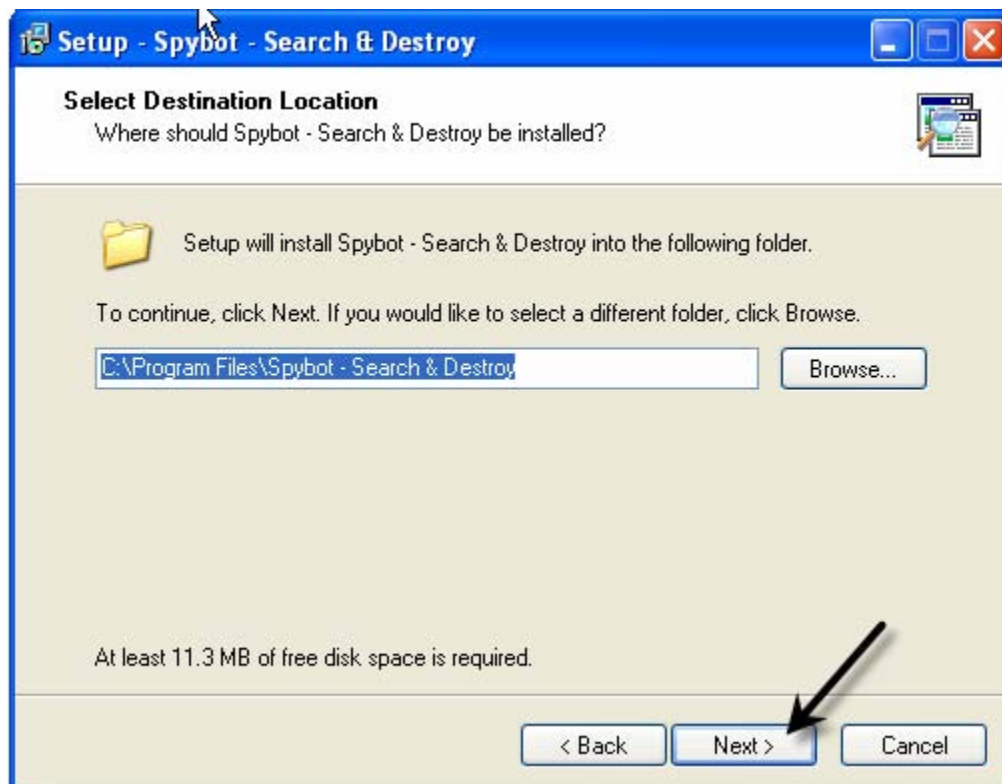 Setup - Spybot - Search & Destroy
Select Destination Location
Where should Spybot - Search & Destroy be installed?
Setup will install Spybot - Search & Destroy into the following folder.
To continue, click Next. If you would like to select a different folder, click Browse.
C:\Program Files\Spybot - Search & Destroy
Browse...
At least 11.3 MB of free disk space is required.
< Back
Next >
Cancel